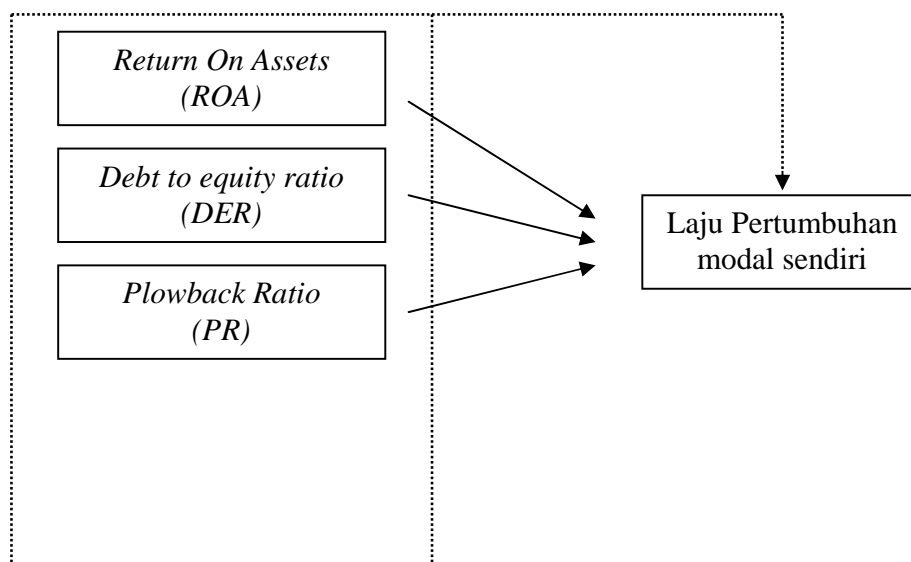 Return On Assets
(ROA)
Debt to equity ratio
(DER)
Laju Pertumbuhan
modal sendiri
Plowback Ratio
(PR)